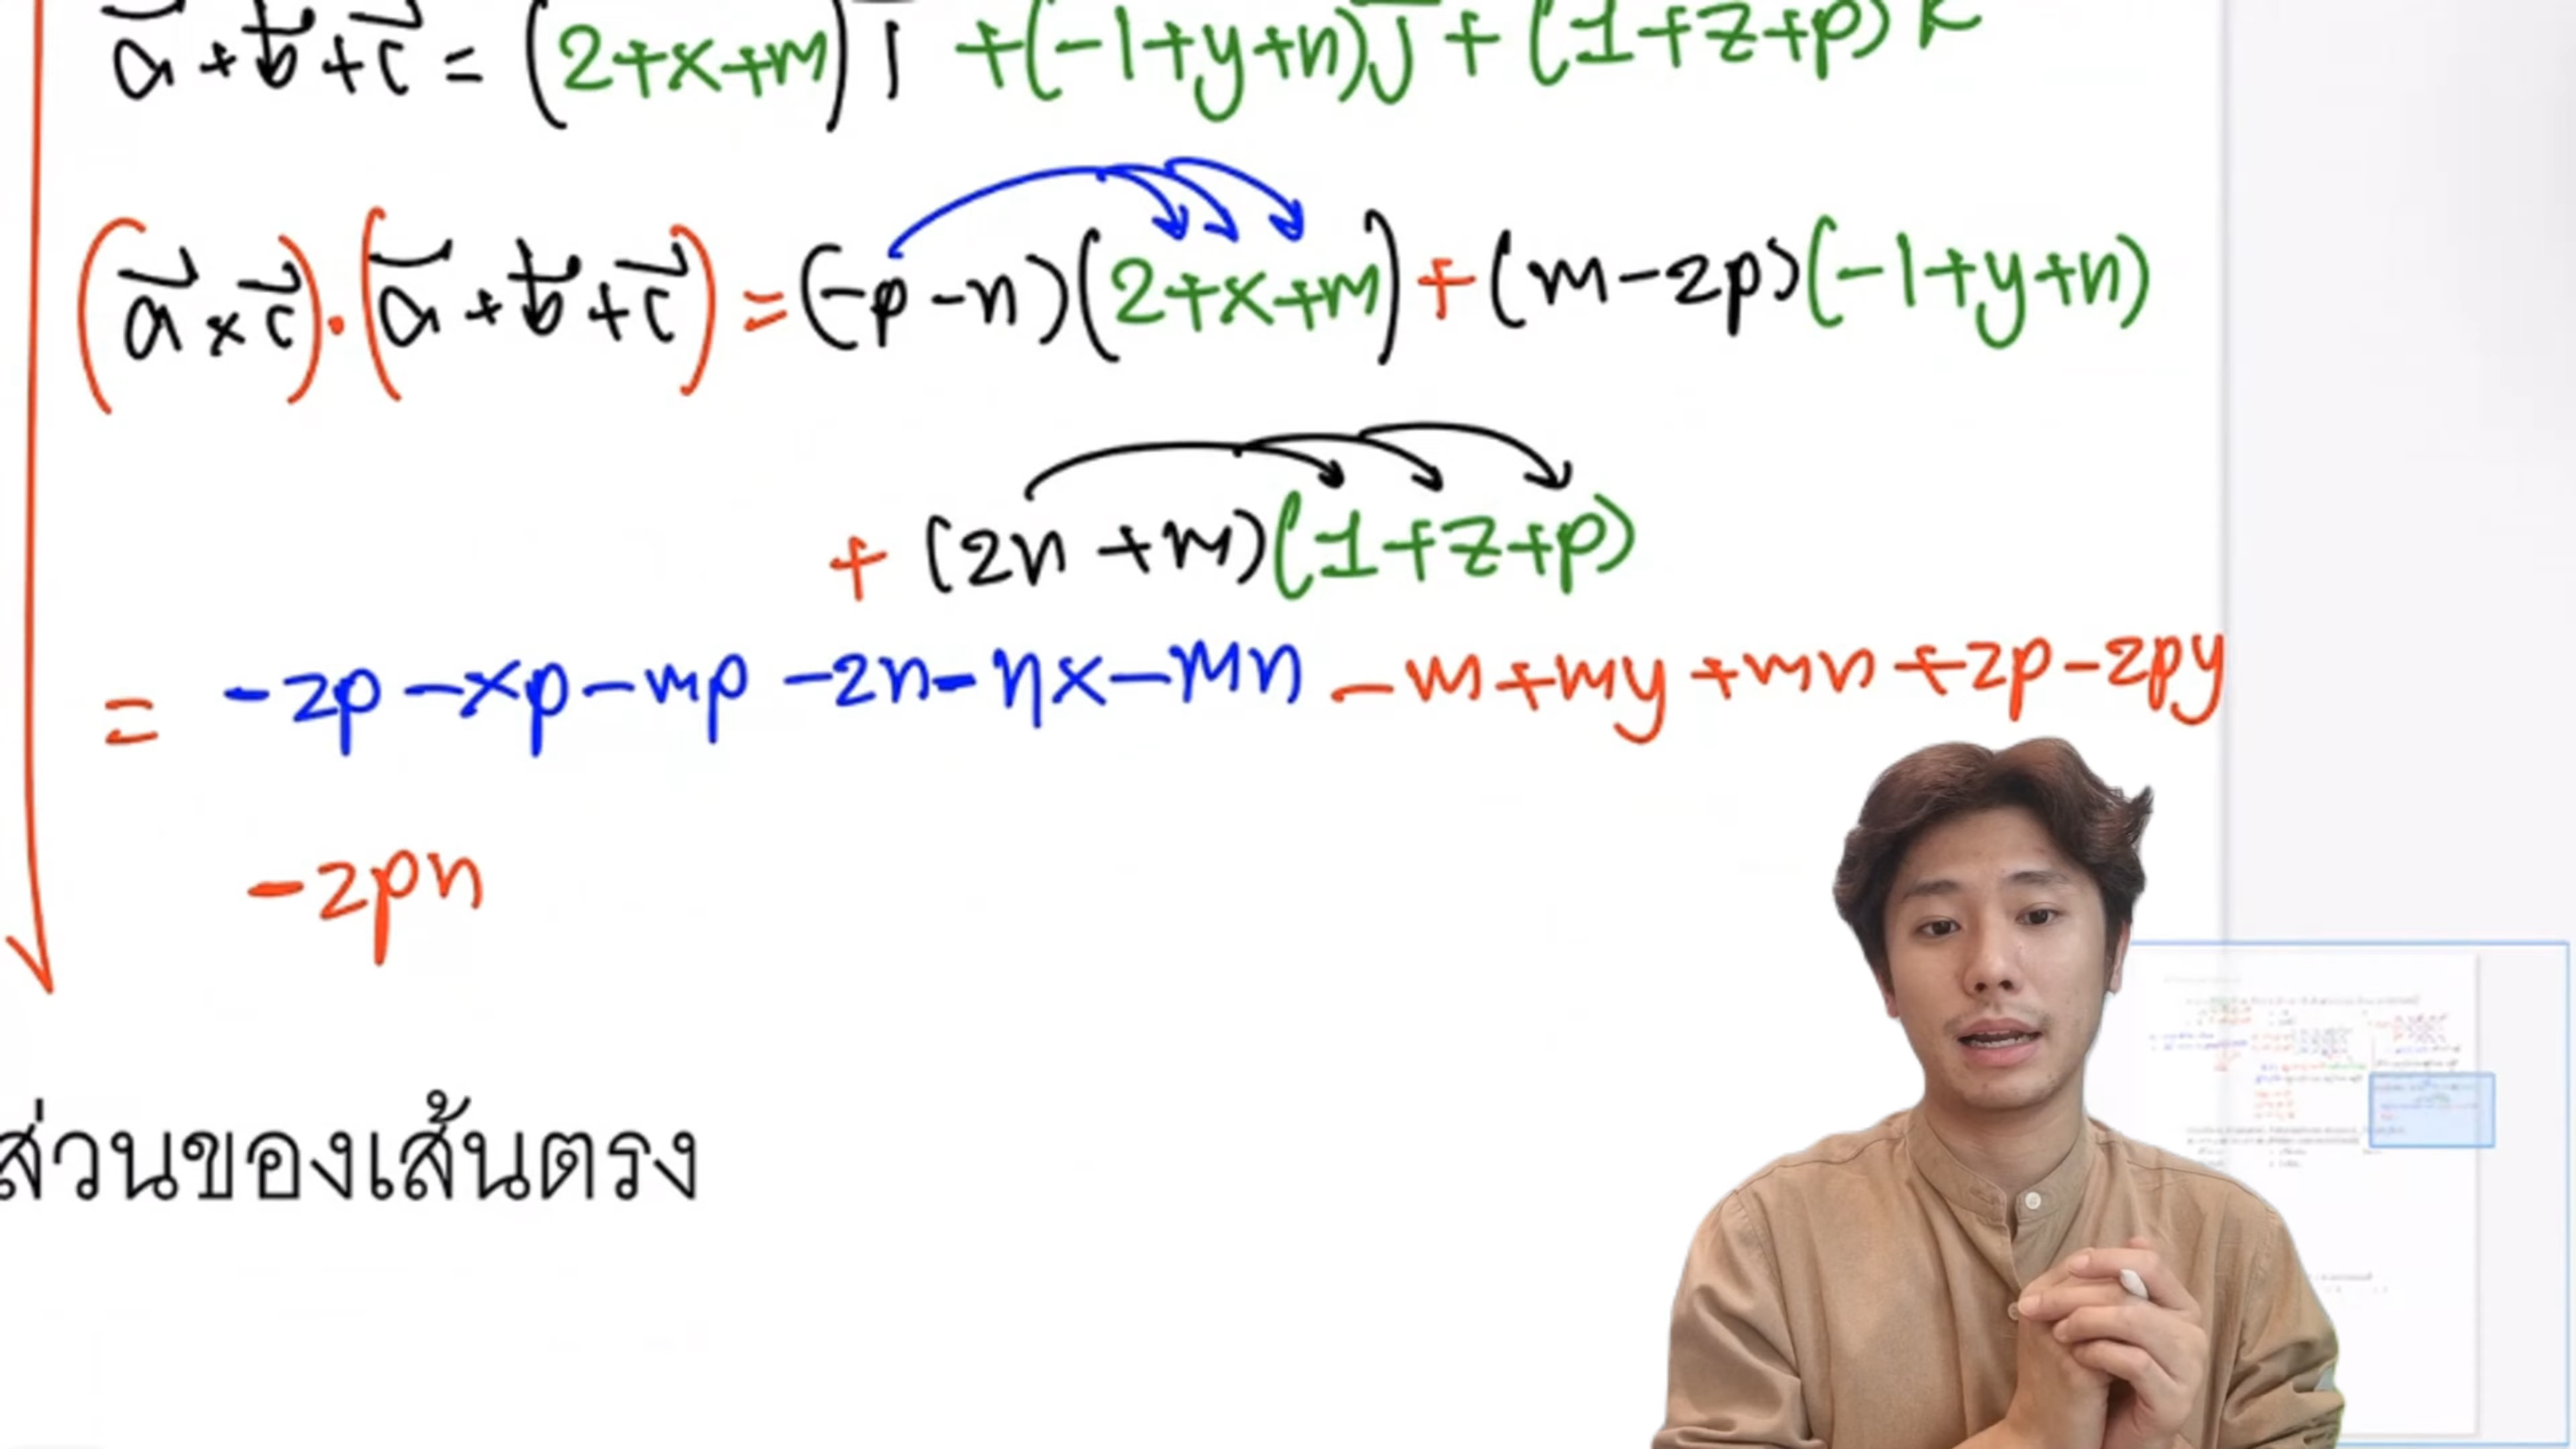 a⃗ + b⃗ + c⃗ = (2+x+m) i⃗ + (-1+y+n) j⃗ + (1+z+p) k
(a⃗ × c⃗) · (a⃗ + b⃗ + c⃗) = (-p-n)(2+x+m) + (m-2p)(-1+y+n)
+ (2n+m)(1+z+p)
= -2p -xp -mp -2n -nx -mn -m +my +mn +2p -2py
-2pn
ส่วนของเส้นตรง